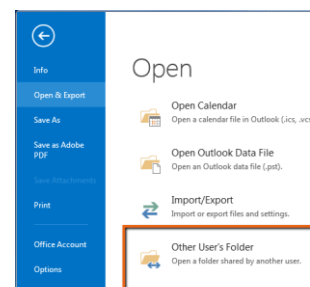 Info
Open & Export
Save As
Save as Adobe
PDF
Save Attachments
Print
Office Account
Options
Open
Open Calendar
Open a calendar file in Outlook (.ics, .vcs
Open Outlook Data File
Open an Outlook data file (.pst).
Import/Export
Import or export files and settings.
Other User's Folder
Open a folder shared by another user.